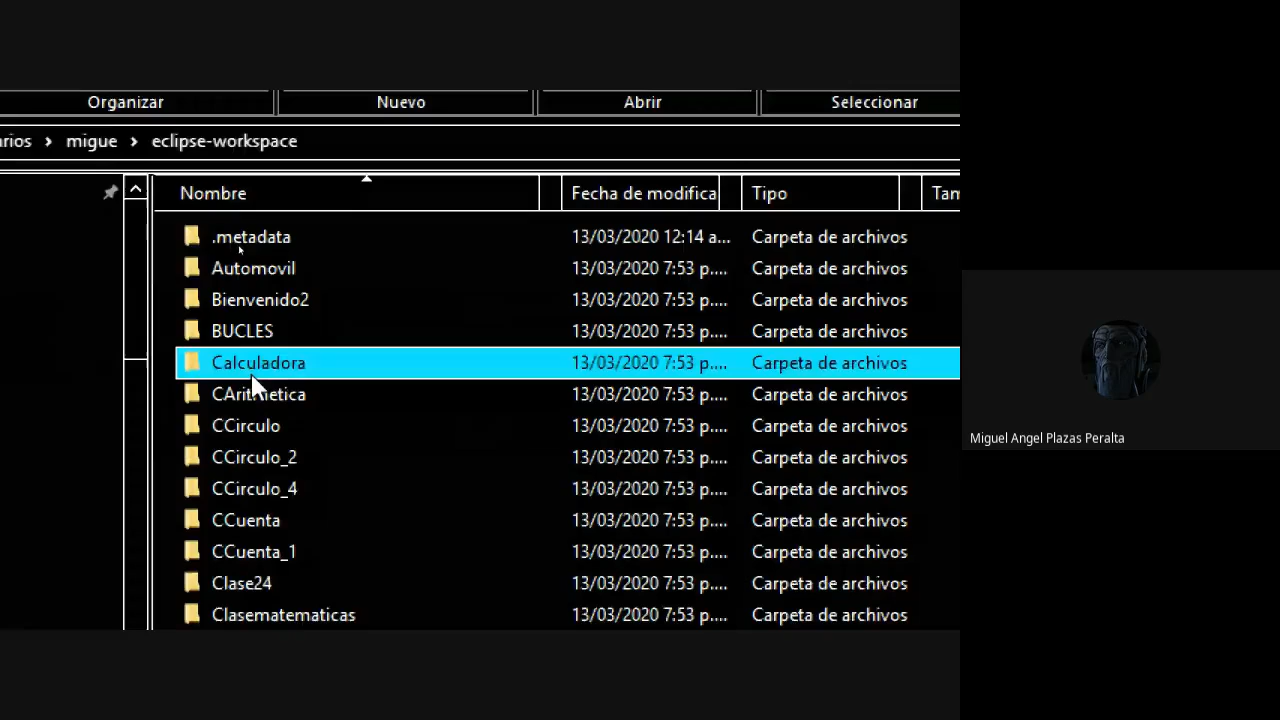 Organizar Nuevo Abrir Seleccionar
arios > migue > eclipse-workspace
Nombre Fecha de modifica Tipo Tam
.metadata 13/03/2020 12:14 a... Carpeta de archivos
Automovil 13/03/2020 7:53 p.... Carpeta de archivos
Bienvenido2 13/03/2020 7:53 p.... Carpeta de archivos
BUCLES 13/03/2020 7:53 p.... Carpeta de archivos
Calculadora 13/03/2020 7:53 p.... Carpeta de archivos
CAritmetica 13/03/2020 7:53 p.... Carpeta de archivos
CCirculo 13/03/2020 7:53 p.... Carpeta de archivos
CCirculo_2 13/03/2020 7:53 p.... Carpeta de archivos
CCirculo_4 13/03/2020 7:53 p.... Carpeta de archivos
CCuenta 13/03/2020 7:53 p.... Carpeta de archivos
CCuenta_1 13/03/2020 7:53 p.... Carpeta de archivos
Clase24 13/03/2020 7:53 p.... Carpeta de archivos
Clasematematicas 13/03/2020 7:53 p.... Carpeta de archivos
Miguel Angel Plazas Peralta